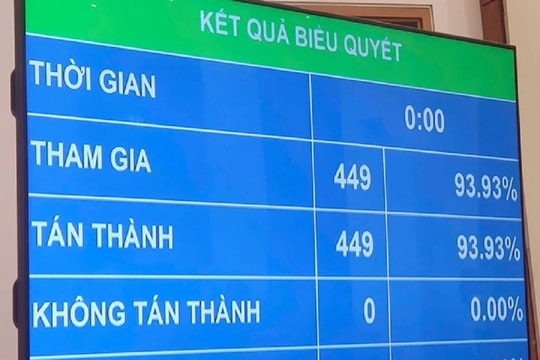 KẾT QUẢ BIỂU QUYẾT
THỜI GIAN 0:00
THAM GIA 449 93.93%
TÁN THÀNH 449 93.93%
KHÔNG TÁN THÀNH 0 0.00%